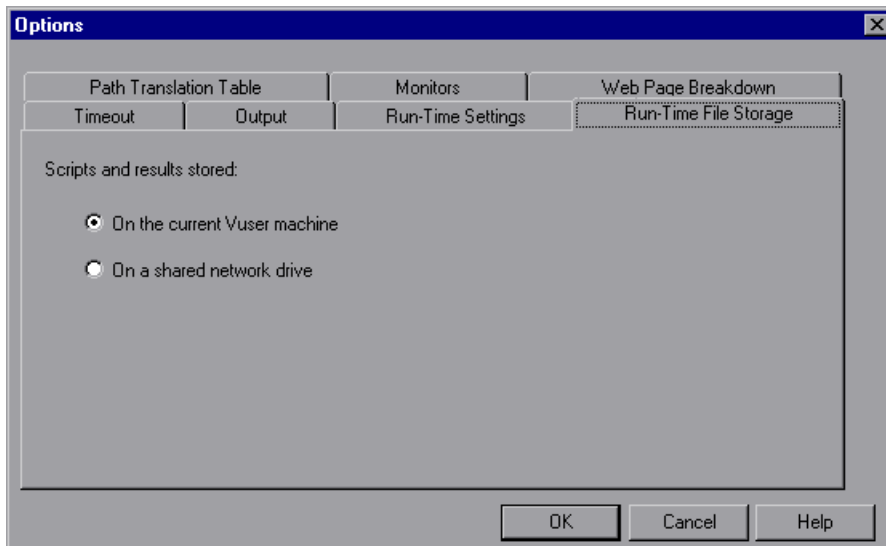 Options
Path Translation Table Monitors Web Page Breakdown
Timeout Output Run-Time Settings Run-Time File Storage
Scripts and results stored:
On the current Vuser machine
On a shared network drive
OK Cancel Help